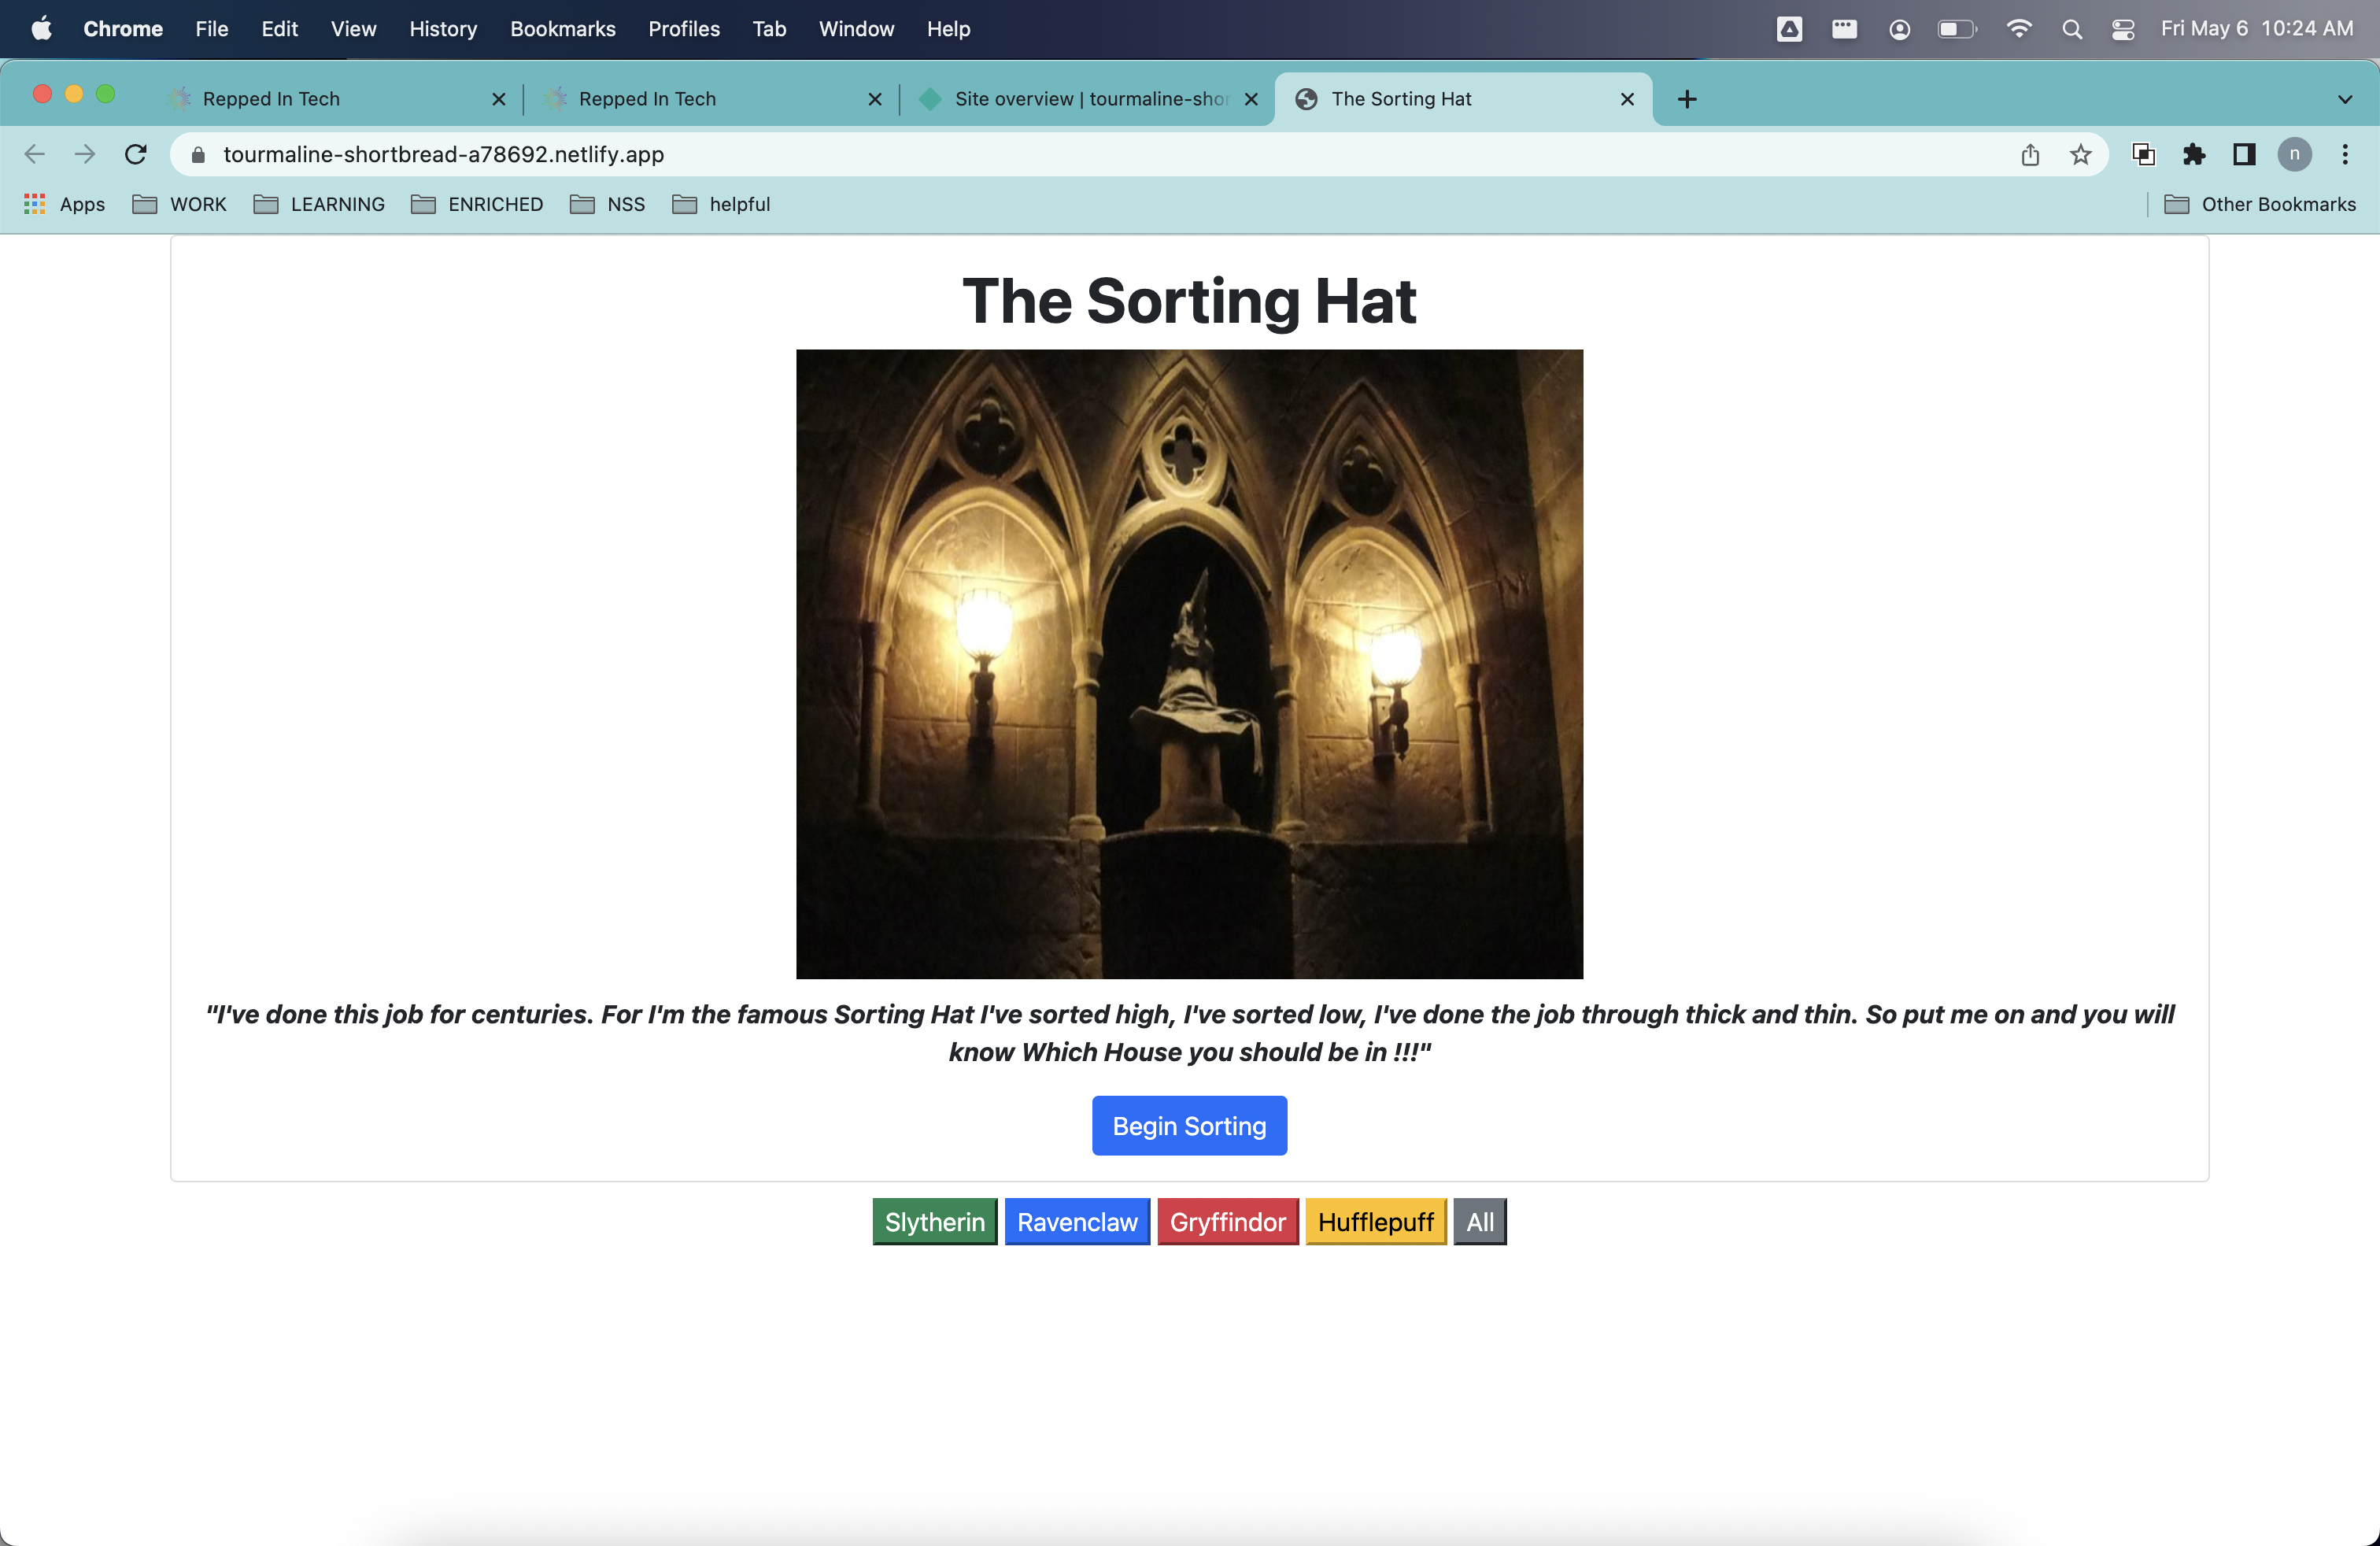 Chrome File Edit View History Bookmarks Profiles Tab Window Help Fri May 6 10:24 AM
Repped In Tech Repped In Tech Site overview | tourmaline-shor The Sorting Hat
tourmaline-shortbread-a78692.netlify.app n
Apps WORK LEARNING ENRICHED NSS helpful Other Bookmarks
The Sorting Hat
"I've done this job for centuries. For I'm the famous Sorting Hat I've sorted high, I've sorted low, I've done the job through thick and thin. So put me on and you will
know Which House you should be in !!!"
Begin Sorting
Slytherin Ravenclaw Gryffindor Hufflepuff All